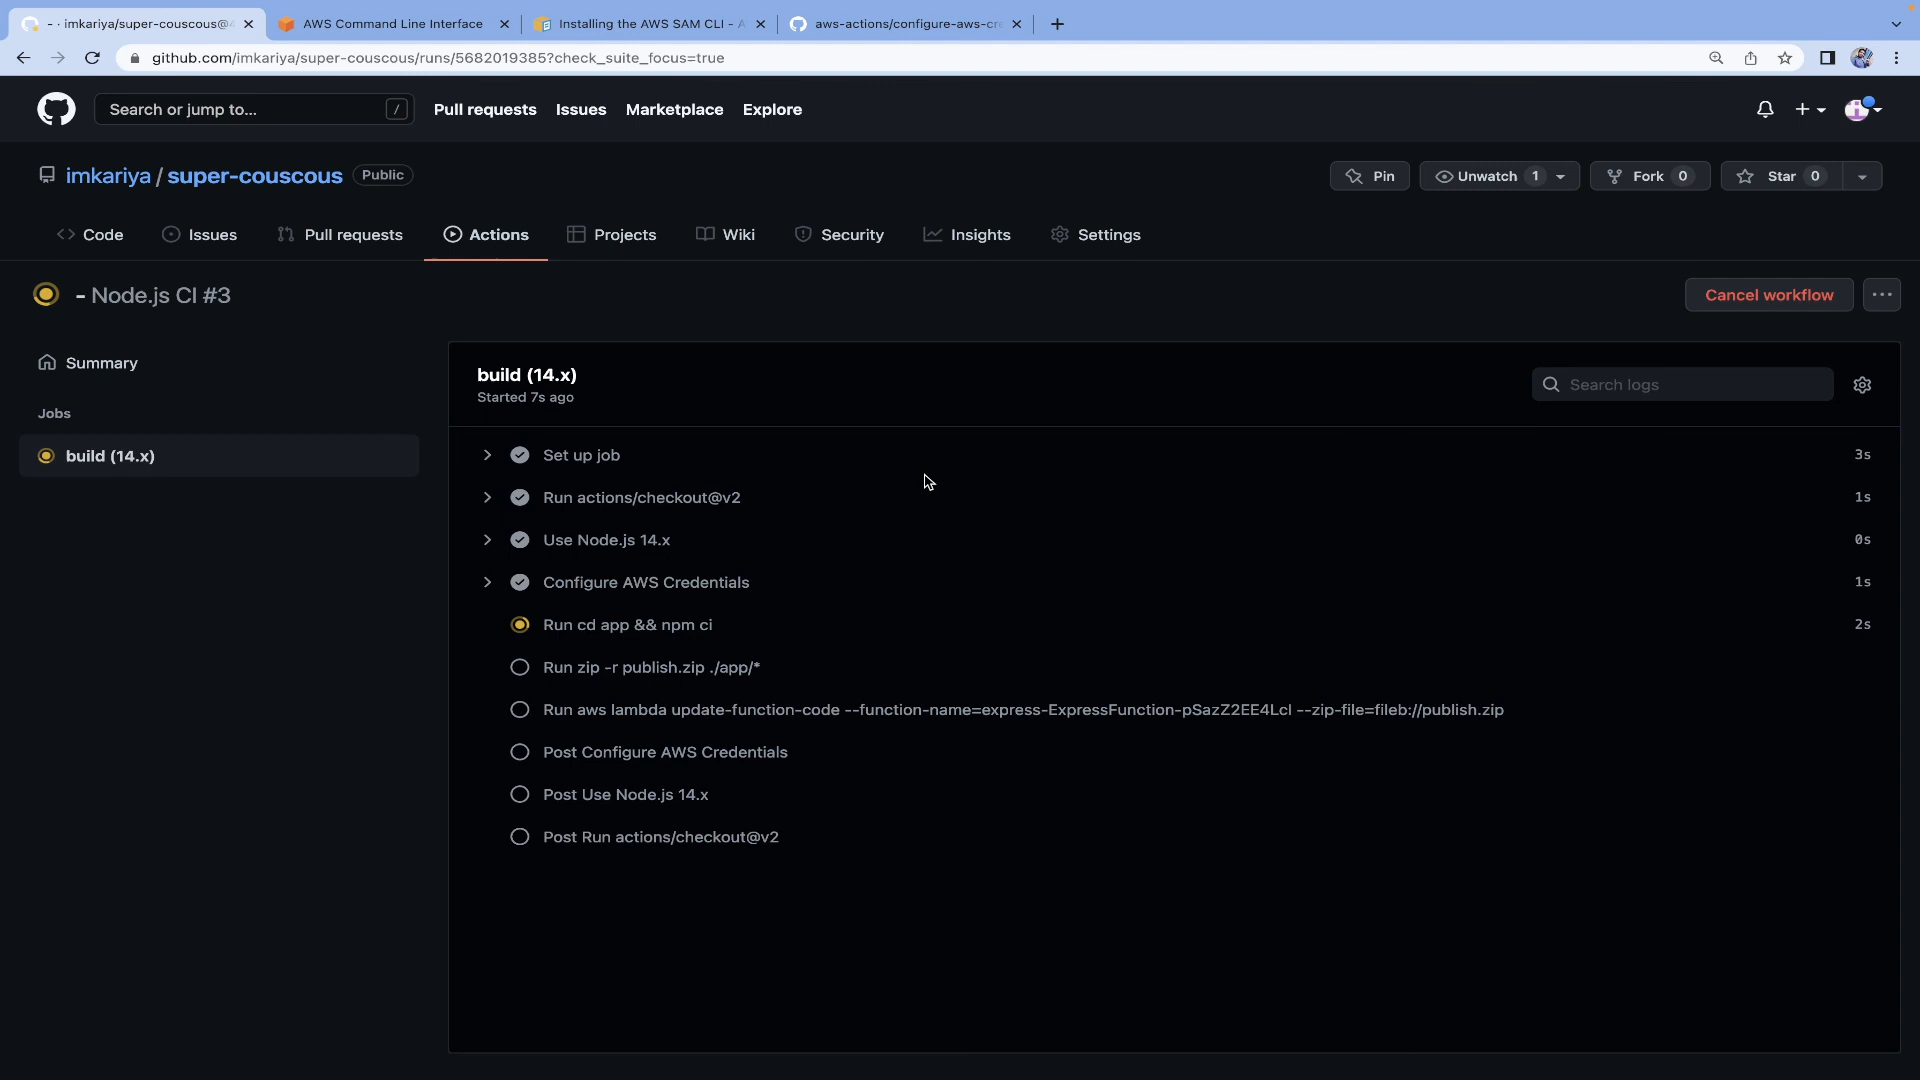 - · imkariya/super-couscous@4
AWS Command Line Interface
Installing the AWS SAM CLI - A
aws-actions/configure-aws-cre
github.com/imkariya/super-couscous/runs/5682019385?check_suite_focus=true
Search or jump to... /
Pull requests Issues Marketplace Explore
imkariya / super-couscous Public
Pin
Unwatch 1
Fork 0
Star 0
Code Issues Pull requests Actions Projects Wiki Security Insights Settings
- Node.js CI #3
Cancel workflow
Summary
Jobs
build (14.x)
build (14.x)
Started 7s ago
Search logs
Set up job 3s
Run actions/checkout@v2 1s
Use Node.js 14.x 0s
Configure AWS Credentials 1s
Run cd app && npm ci 2s
Run zip -r publish.zip ./app/*
Run aws lambda update-function-code --function-name=express-ExpressFunction-pSazZ2EE4Lcl --zip-file=fileb://publish.zip
Post Configure AWS Credentials
Post Use Node.js 14.x
Post Run actions/checkout@v2